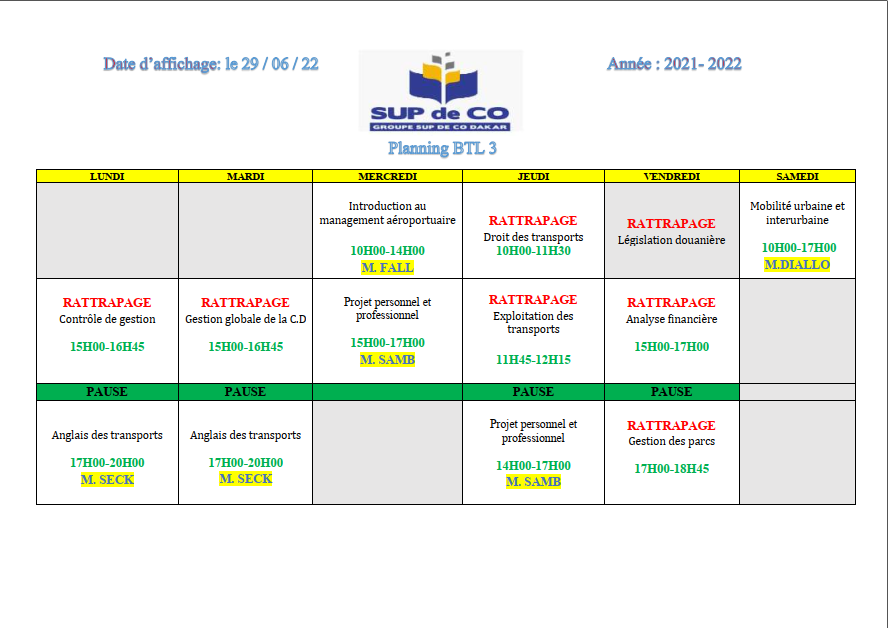 Date d'affichage: le 29 / 06 / 22
Année : 2021- 2022
SUP de CO
GROUPE SUP DE CO DAKAR
Planning BTL 3
LUNDI
MARDI
MERCREDI
JEUDI
VENDREDI
SAMEDI
Introduction au
management aéroportuaire
10H00-14H00
M. FALL
RATTRAPAGE
Droit des transports
10H00-11H30
RATTRAPAGE
Législation douanière
Mobilité urbaine et
interurbaine
10H00-17H00
M.DIALLO
RATTRAPAGE
Contrôle de gestion
15H00-16H45
RATTRAPAGE
Gestion globale de la C.D
15H00-16H45
Projet personnel et
professionnel
15H00-17H00
M. SAMB
RATTRAPAGE
Exploitation des
transports
11H45-12H15
RATTRAPAGE
Analyse financière
15H00-17H00
PAUSE
PAUSE
PAUSE
PAUSE
Anglais des transports
17H00-20H00
M. SECK
Anglais des transports
17H00-20H00
M. SECK
Projet personnel et
professionnel
14H00-17H00
M. SAMB
RATTRAPAGE
Gestion des parcs
17H00-18H45